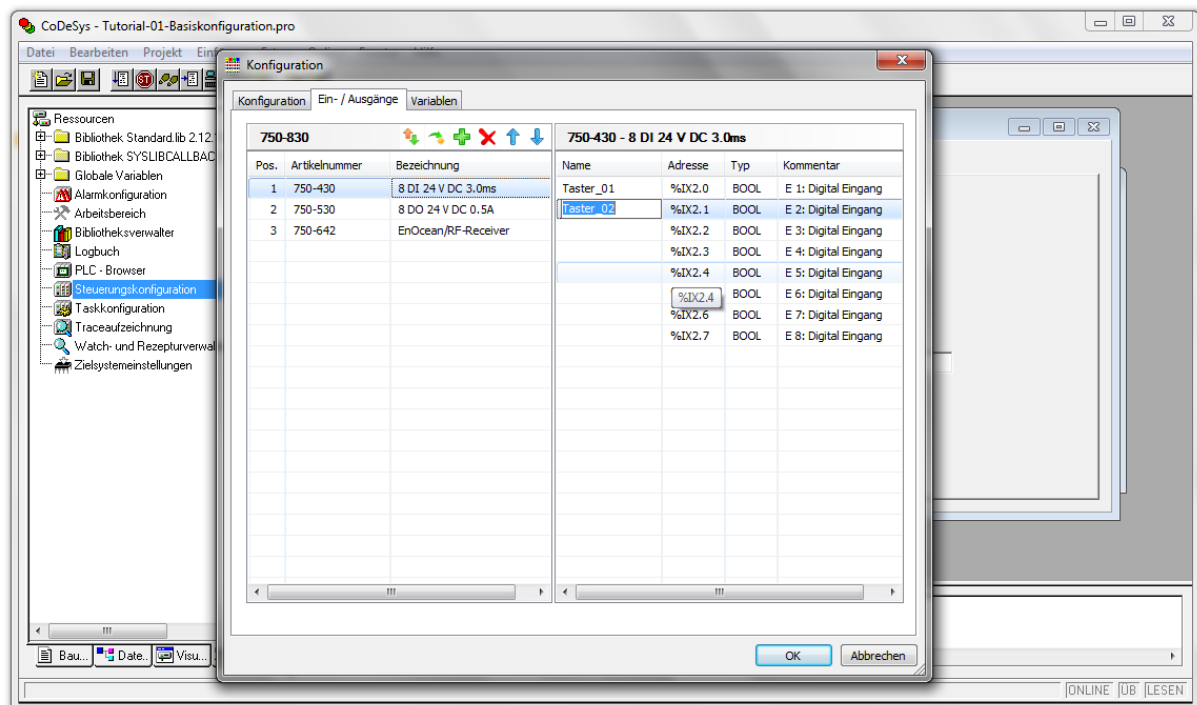 CoDeSys - Tutorial-01-Basiskonfiguration.pro
Datei Bearbeiten Projekt
Konfiguration
Konfiguration Ein- / Ausgänge Variablen
Ressourcen
Bibliothek Standard.lib 2.12.
Bibliothek SYSLIBCALLBAC
Globale Variablen
Alarmkonfiguration
Arbeitsbereich
Bibliotheksverwalter
Logbuch
PLC - Browser
Steuerungskonfiguration
Taskkonfiguration
Traceaufzeichnung
Watch- und Rezepturverwal
Zielsystemeinstellungen
750-830
Pos. Artikelnummer Bezeichnung
1 750-430 8 DI 24 V DC 3.0ms
2 750-530 8 DO 24 V DC 0.5A
3 750-642 EnOcean/RF-Receiver
750-430 - 8 DI 24 V DC 3.0ms
Name Adresse Typ Kommentar
Taster_01 %IX2.0 BOOL E 1: Digital Eingang
Taster_02 %IX2.1 BOOL E 2: Digital Eingang
%IX2.2 BOOL E 3: Digital Eingang
%IX2.3 BOOL E 4: Digital Eingang
%IX2.4 BOOL E 5: Digital Eingang
%IX2.4 BOOL E 6: Digital Eingang
%IX2.6 BOOL E 7: Digital Eingang
%IX2.7 BOOL E 8: Digital Eingang
OK Abbrechen
Bau... Date.. Visu...
ONLINE ÜB LESEN